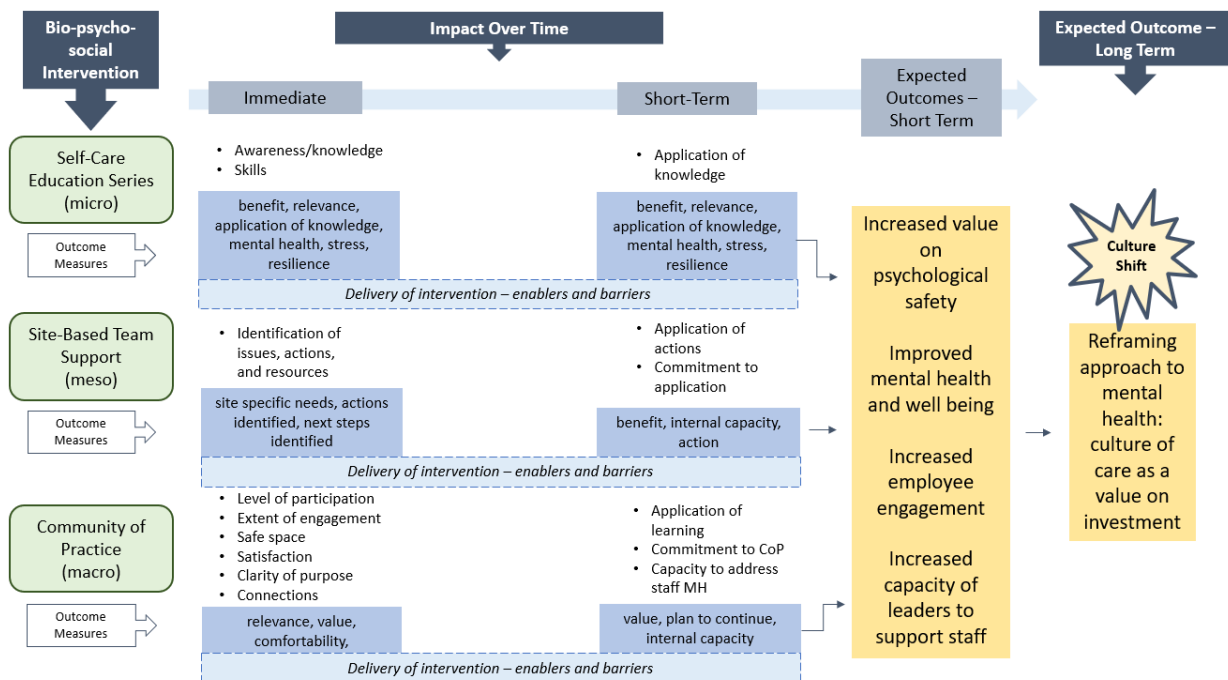 Bio-psycho-
social
Intervention
Impact Over Time
Expected Outcome –
Long Term
Immediate
Short-Term
Expected
Outcomes –
Short Term
Self-Care
Education Series
(micro)
• Awareness/knowledge
• Skills
• Application of
knowledge
Outcome
Measures
benefit, relevance,
application of knowledge,
mental health, stress,
resilience
benefit, relevance,
application of knowledge,
mental health, stress,
resilience
Delivery of intervention – enablers and barriers
Site-Based Team
Support
(meso)
• Identification of
issues, actions,
and resources
• Application of
actions
• Commitment to
application
Outcome
Measures
site specific needs, actions
identified, next steps
identified
benefit, internal capacity,
action
Delivery of intervention – enablers and barriers
Community of
Practice
(macro)
• Level of participation
• Extent of engagement
• Safe space
• Satisfaction
• Clarity of purpose
• Connections
• Application of
learning
• Commitment to CoP
• Capacity to address
staff MH
Outcome
Measures
relevance, value,
comfortability,
value, plan to continue,
internal capacity
Delivery of intervention – enablers and barriers
Increased value
on
psychological
safety
Improved
mental health
and well being
Increased
employee
engagement
Increased
capacity of
leaders to
support staff
Culture
Shift
Reframing
approach to
mental
health:
culture of
care as a
value on
investment